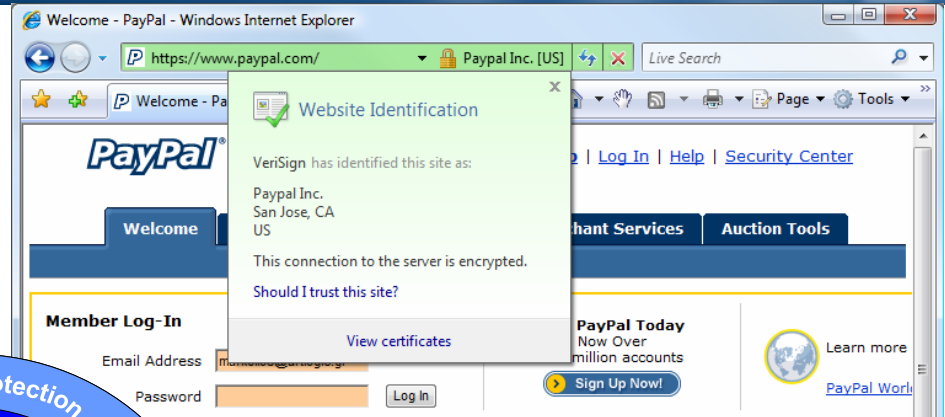 Welcome - PayPal - Windows Internet Explorer
https://www.paypal.com/ Paypal Inc. [US] Live Search
Welcome - Pa Page Tools
Website Identification
PayPal® Log In | Help | Security Center
VeriSign has identified this site as:
Paypal Inc.
San Jose, CA
US
Welcome hant Services Auction Tools
This connection to the server is encrypted.
Should I trust this site?
View certificates
Member Log-In
Email Address
Password Log In
PayPal Today
Now Over
million accounts
Sign Up Now!
Learn more
PayPal Worl
otection